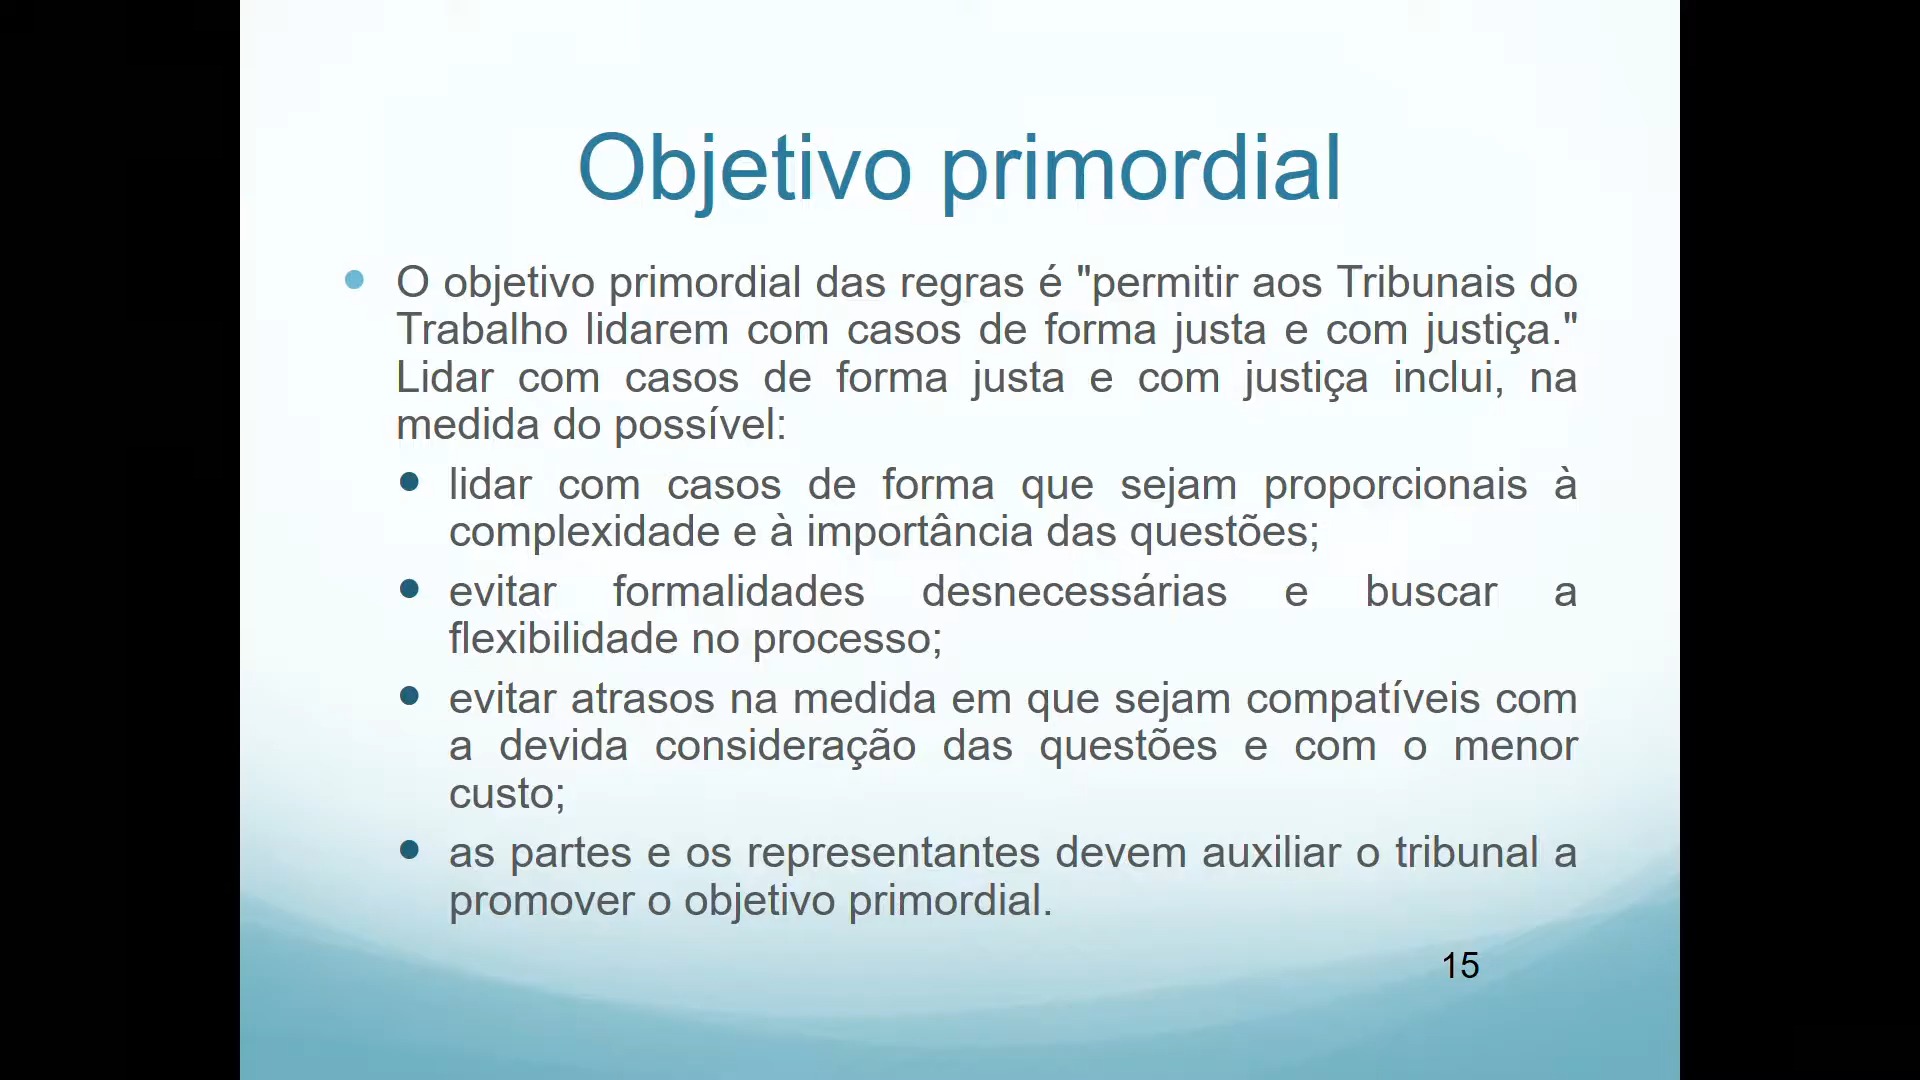 Objetivo primordial
O objetivo primordial das regras é "permitir aos Tribunais do
Trabalho lidarem com casos de forma justa e com justiça."
Lidar com casos de forma justa e com justiça inclui, na
medida do possível:
lidar com casos de forma que sejam proporcionais à
complexidade e à importância das questões;
evitar formalidades desnecessárias e buscar a
flexibilidade no processo;
evitar atrasos na medida em que sejam compatíveis com
a devida consideração das questões e com o menor
custo;
as partes e os representantes devem auxiliar o tribunal a
promover o objetivo primordial.
15